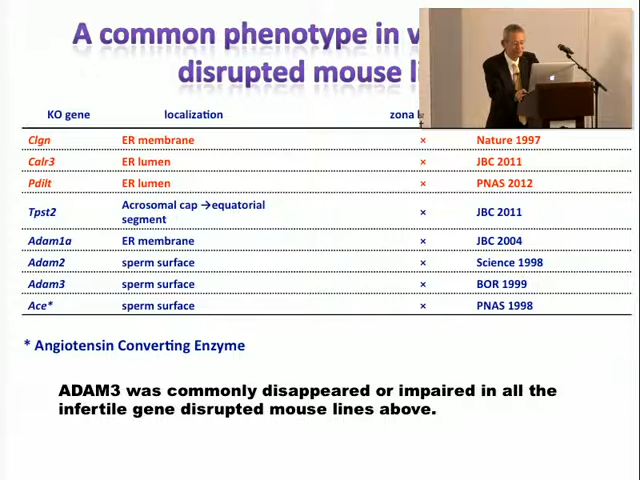 A common phenotype in
disrupted mouse
KO gene localization zona
Clgn ER membrane × Nature 1997
Calr3 ER lumen × JBC 2011
Pdilt ER lumen × PNAS 2012
Tpst2 Acrosomal cap →equatorial
segment × JBC 2011
Adam1a ER membrane × JBC 2004
Adam2 sperm surface × Science 1998
Adam3 sperm surface × BOR 1999
Ace* sperm surface × PNAS 1998
* Angiotensin Converting Enzyme
ADAM3 was commonly disappeared or impaired in all the
infertile gene disrupted mouse lines above.